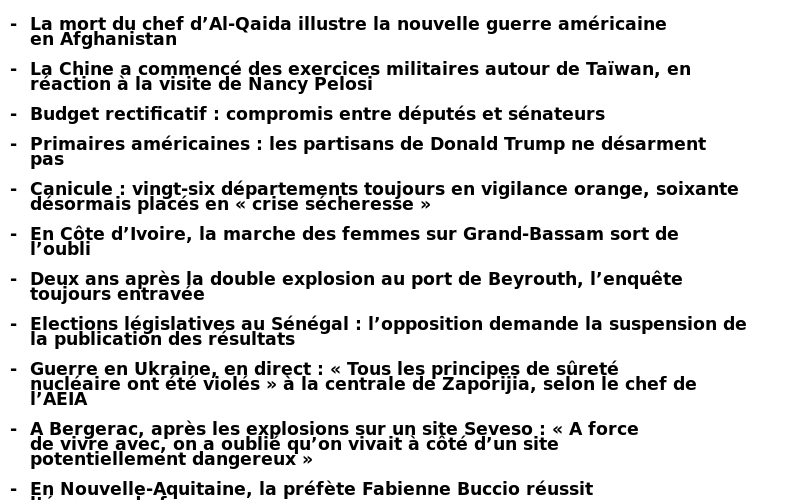 - La mort du chef d’Al-Qaida illustre la nouvelle guerre américaine
en Afghanistan
- La Chine a commencé des exercices militaires autour de Taïwan, en
réaction à la visite de Nancy Pelosi
- Budget rectificatif : compromis entre députés et sénateurs
- Primaires américaines : les partisans de Donald Trump ne désarment
pas
- Canicule : vingt-six départements toujours en vigilance orange, soixante
désormais placés en « crise sécheresse »
- En Côte d’Ivoire, la marche des femmes sur Grand-Bassam sort de
l’oubli
- Deux ans après la double explosion au port de Beyrouth, l’enquête
toujours entravée
- Elections législatives au Sénégal : l’opposition demande la suspension de
la publication des résultats
- Guerre en Ukraine, en direct : « Tous les principes de sûreté
nucléaire ont été violés » à la centrale de Zaporijia, selon le chef de
l’AEIA
- A Bergerac, après les explosions sur un site Seveso : « A force
de vivre avec, on a oublié qu’on vivait à côté d’un site
potentiellement dangereux »
- En Nouvelle-Aquitaine, la préfète Fabienne Buccio réussit